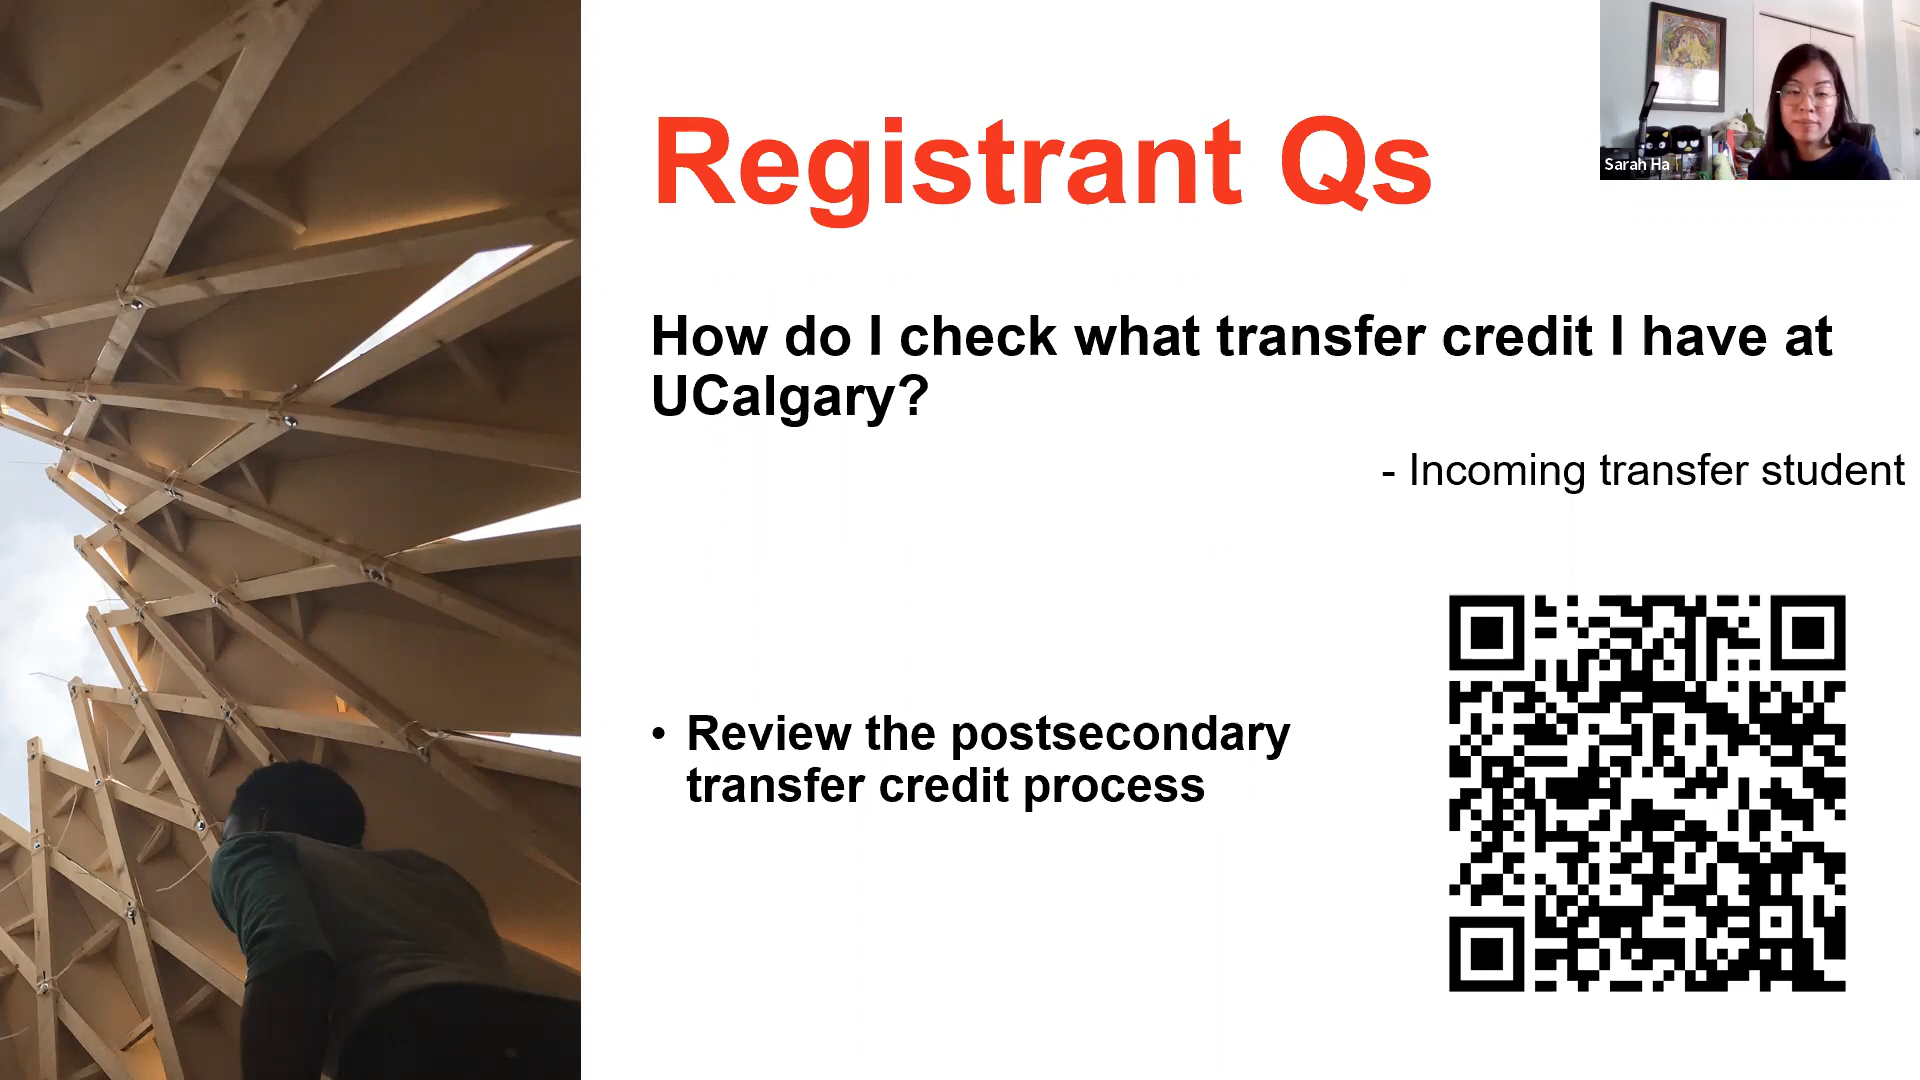 Registrant Qs
Sarah Ha
How do I check what transfer credit I have at
UCalgary?
- Incoming transfer student
• Review the postsecondary
transfer credit process